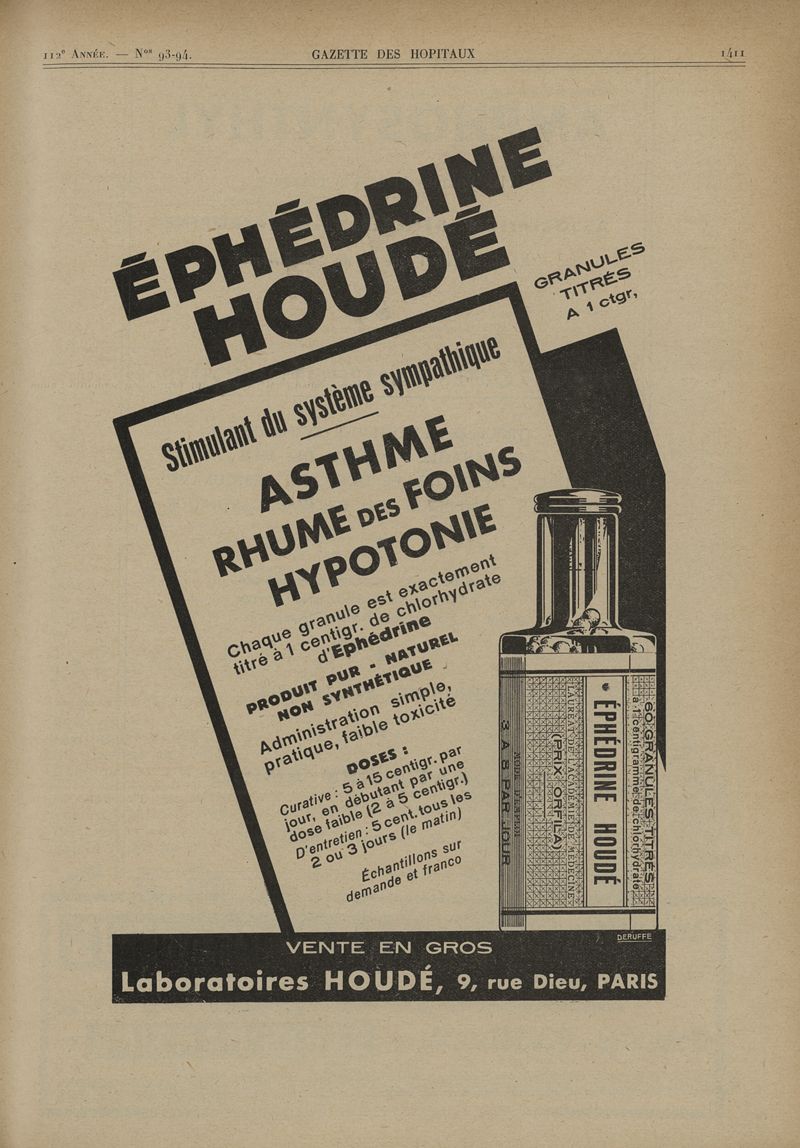 112e ANNÉE. — Nos 93-94.
GAZETTE DES HOPITAUX
1411
ÉPHÉDRINE
HOUDÉ
GRANULES
TITRÉS
A 1 ctgr,
Stimulant du système sympathique
ASTHME
RHUME DES FOINS
HYPOTONIE
Chaque granule est exactement
titré à 1 centigr. de chlorhydrate
d'Ephédrine
PRODUIT PUR - NATUREL
NON SYNTHÉTIQUE
Administration simple,
pratique, faible toxicité
DOSES :
Curative : 5 à 15 centigr. par
jour, en débutant par une
dose faible (2 à 5 centigr.)
D'entretien : 5 cent. tous les
2 ou 3 jours (le matin)
Échantillons sur
demande et franco
60 GRANULES TITRÉS
à 1 centigramme de chlorhydrate
ÉPHÉDRINE HOUDÉ
LAURÉAT DE L'ACADÉMIE DE MÉDECINE
(PRIX ORFILA)
MODE D'EMPLOI
3 A 8 PAR JOUR
DERUFFE
VENTE EN GROS
Laboratoires HOUDÉ, 9, rue Dieu, PARIS